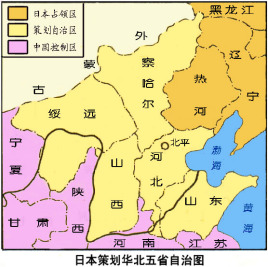 日本占领区
策划自治区
中国控制区
黑龙江
外蒙古
察哈尔
辽宁
热河
绥远
宁夏
北平
河北
渤海
山西
陕西
山东
甘肃
黄海
河南
江苏
日本策划华北五省自治图